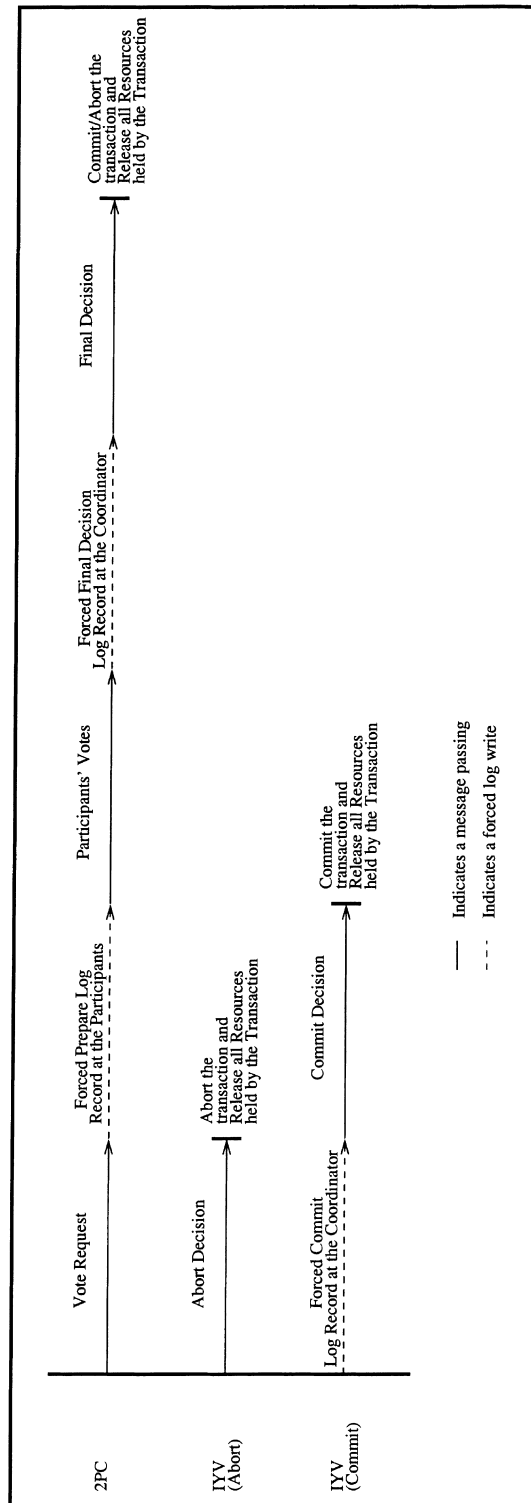 2PC
Vote Request
Forced Prepare Log
Record at the Participants
Participants' Votes
Forced Final Decision
Log Record at the Coordinator
Final Decision
Commit/Abort the
transaction and
Release all Resources
held by the Transaction
IYV
(Abort)
Abort Decision
Abort the
transaction and
Release all Resources
held by the Transaction
IYV
(Commit)
Forced Commit
Log Record at the Coordinator
Commit Decision
Commit the
transaction and
Release all Resources
held by the Transaction
Indicates a message passing
Indicates a forced log write